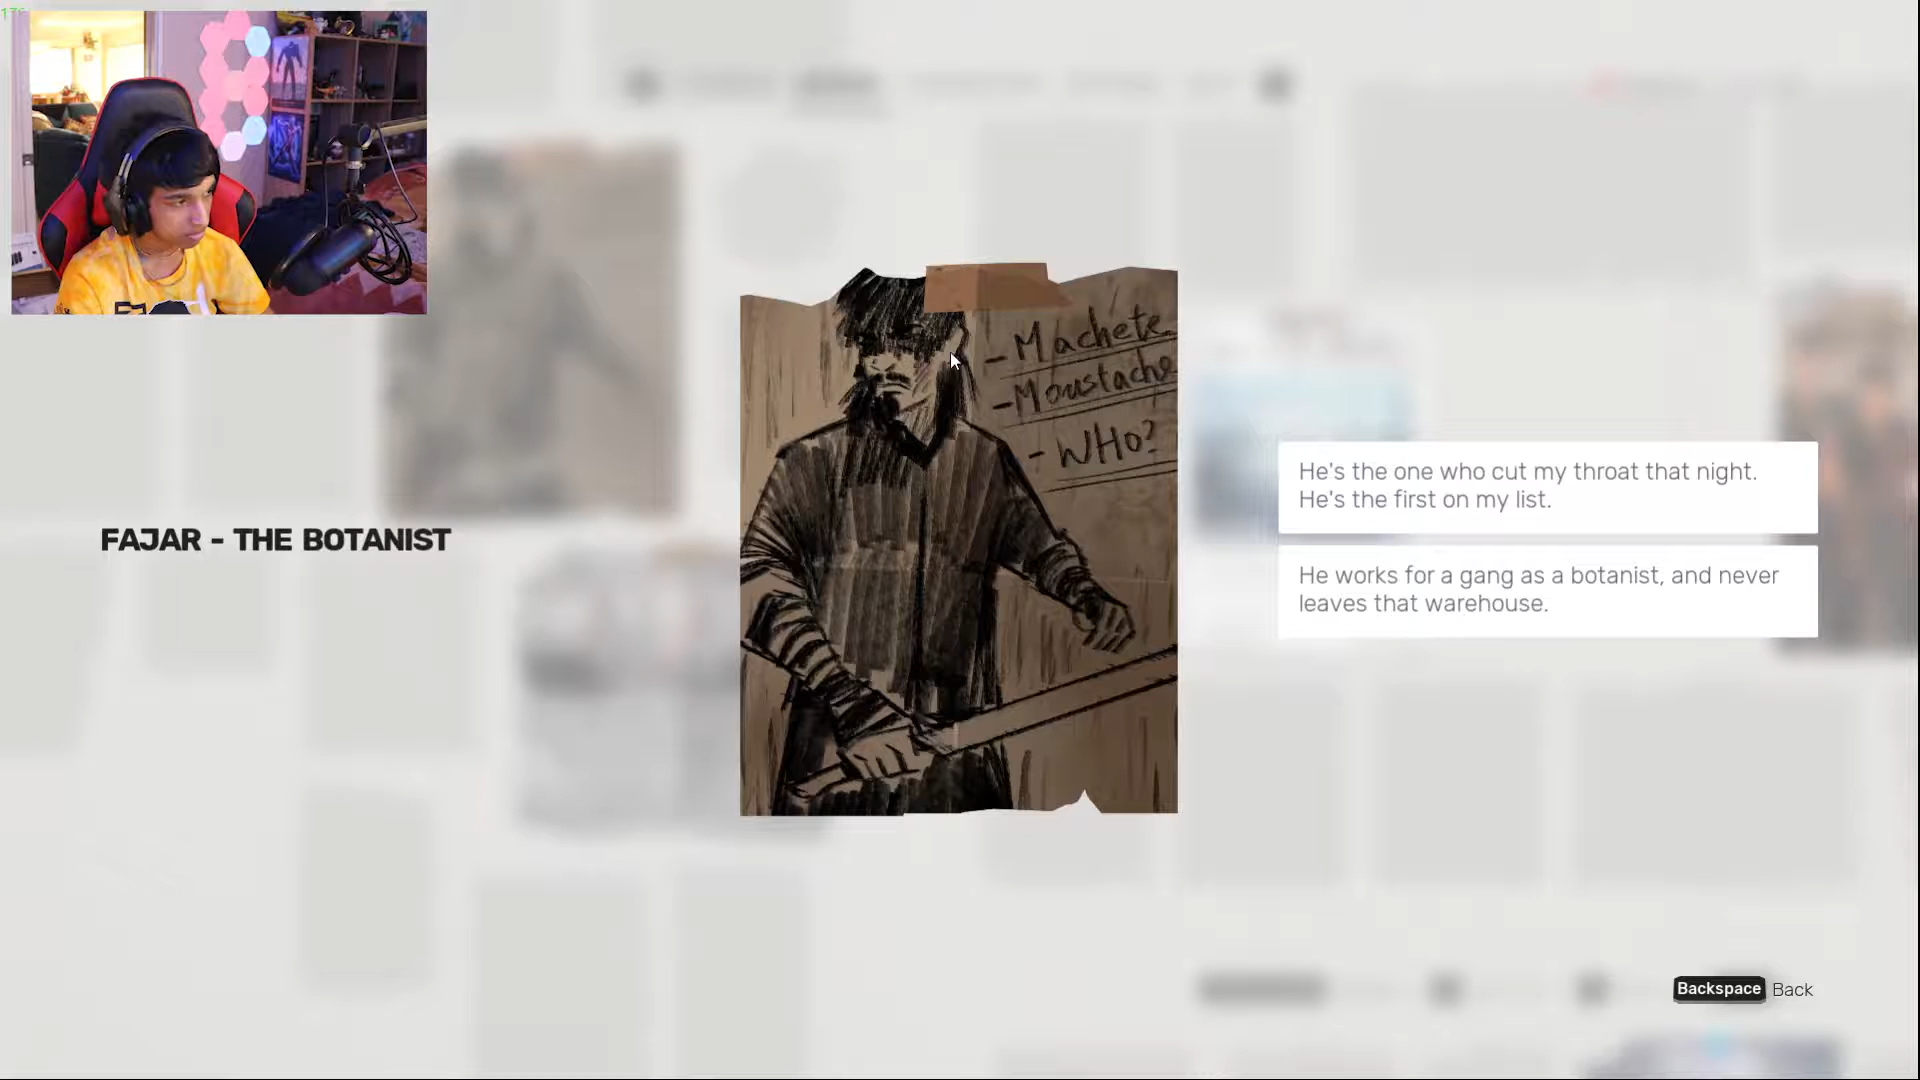 FAJAR - THE BOTANIST
- Machete
- Moustache
- WHO?
He's the one who cut my throat that night.
He's the first on my list.
He works for a gang as a botanist, and never
leaves that warehouse.
Backspace Back